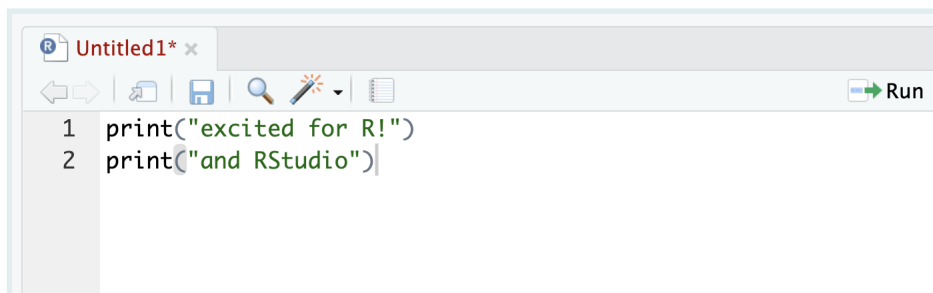 R Untitled1*
Run
1 print("excited for R!")
2 print("and RStudio")